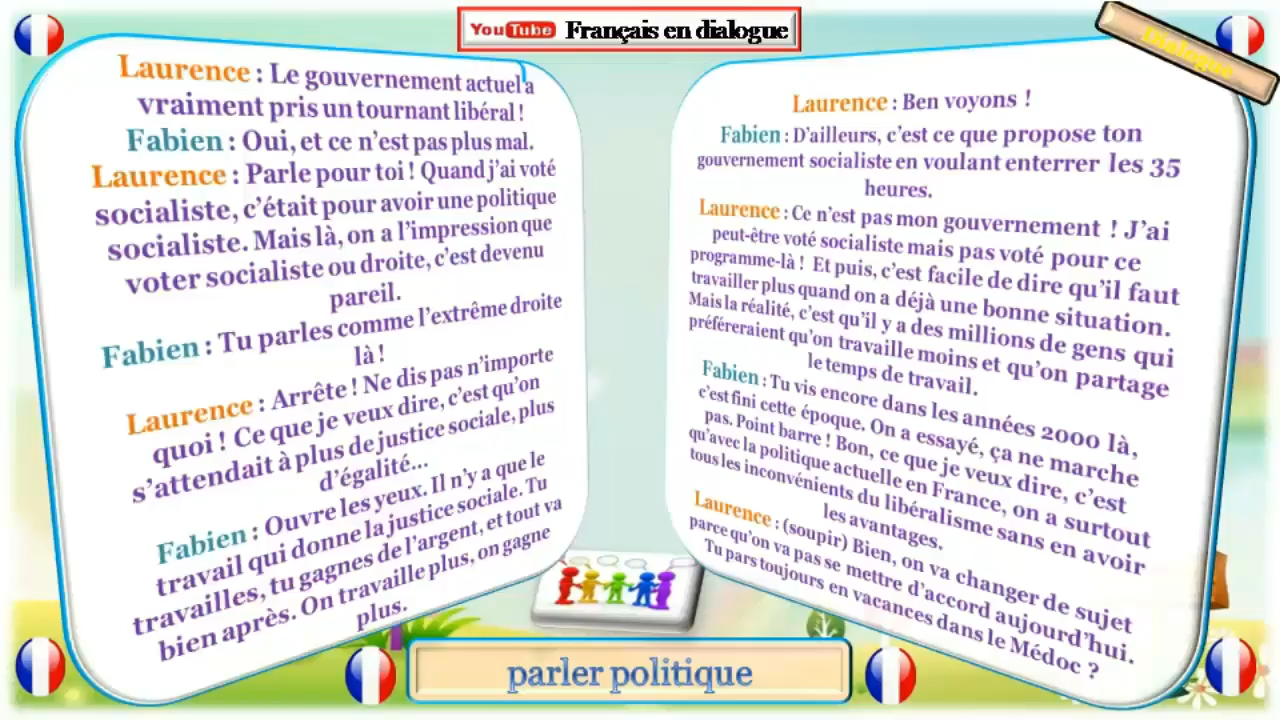 YouTube Français en dialogue
Dialogue
Laurence : Le gouvernement actuel a
vraiment pris un tournant libéral !
Fabien : Oui, et ce n’est pas plus mal.
Laurence : Parle pour toi ! Quand j’ai voté
socialiste, c’était pour avoir une politique
socialiste. Mais là, on a l’impression que
voter socialiste ou droite, c’est devenu
pareil.
Fabien : Tu parles comme l’extrême droite
là !
Laurence : Arrête ! Ne dis pas n’importe
quoi ! Ce que je veux dire, c’est qu’on
s’attendait à plus de justice sociale, plus
d’égalité...
Fabien : Ouvre les yeux. Il n’y a que le
travail qui donne la justice sociale. Tu
travailles, tu gagnes de l’argent, et tout va
bien après. On travaille plus, on gagne
plus.
Laurence : Ben voyons !
Fabien : D’ailleurs, c’est ce que propose ton
gouvernement socialiste en voulant enterrer les 35
heures.
Laurence : Ce n’est pas mon gouvernement ! J’ai
peut-être voté socialiste mais pas voté pour ce
programme-là ! Et puis, c’est facile de dire qu’il faut
travailler plus quand on a déjà une bonne situation.
Mais la réalité, c’est qu’il y a des millions de gens qui
préféreraient qu’on travaille moins et qu’on partage
le temps de travail.
Fabien : Tu vis encore dans les années 2000 là,
c’est fini cette époque. On a essayé, ça ne marche
pas. Point barre ! Bon, ce que je veux dire, c’est
qu’avec la politique actuelle en France, on a surtout
tous les inconvénients du libéralisme sans en avoir
les avantages.
Laurence : (soupir) Bien, on va changer de sujet
parce qu’on va pas se mettre d’accord aujourd’hui.
Tu pars toujours en vacances dans le Médoc ?
parler politique